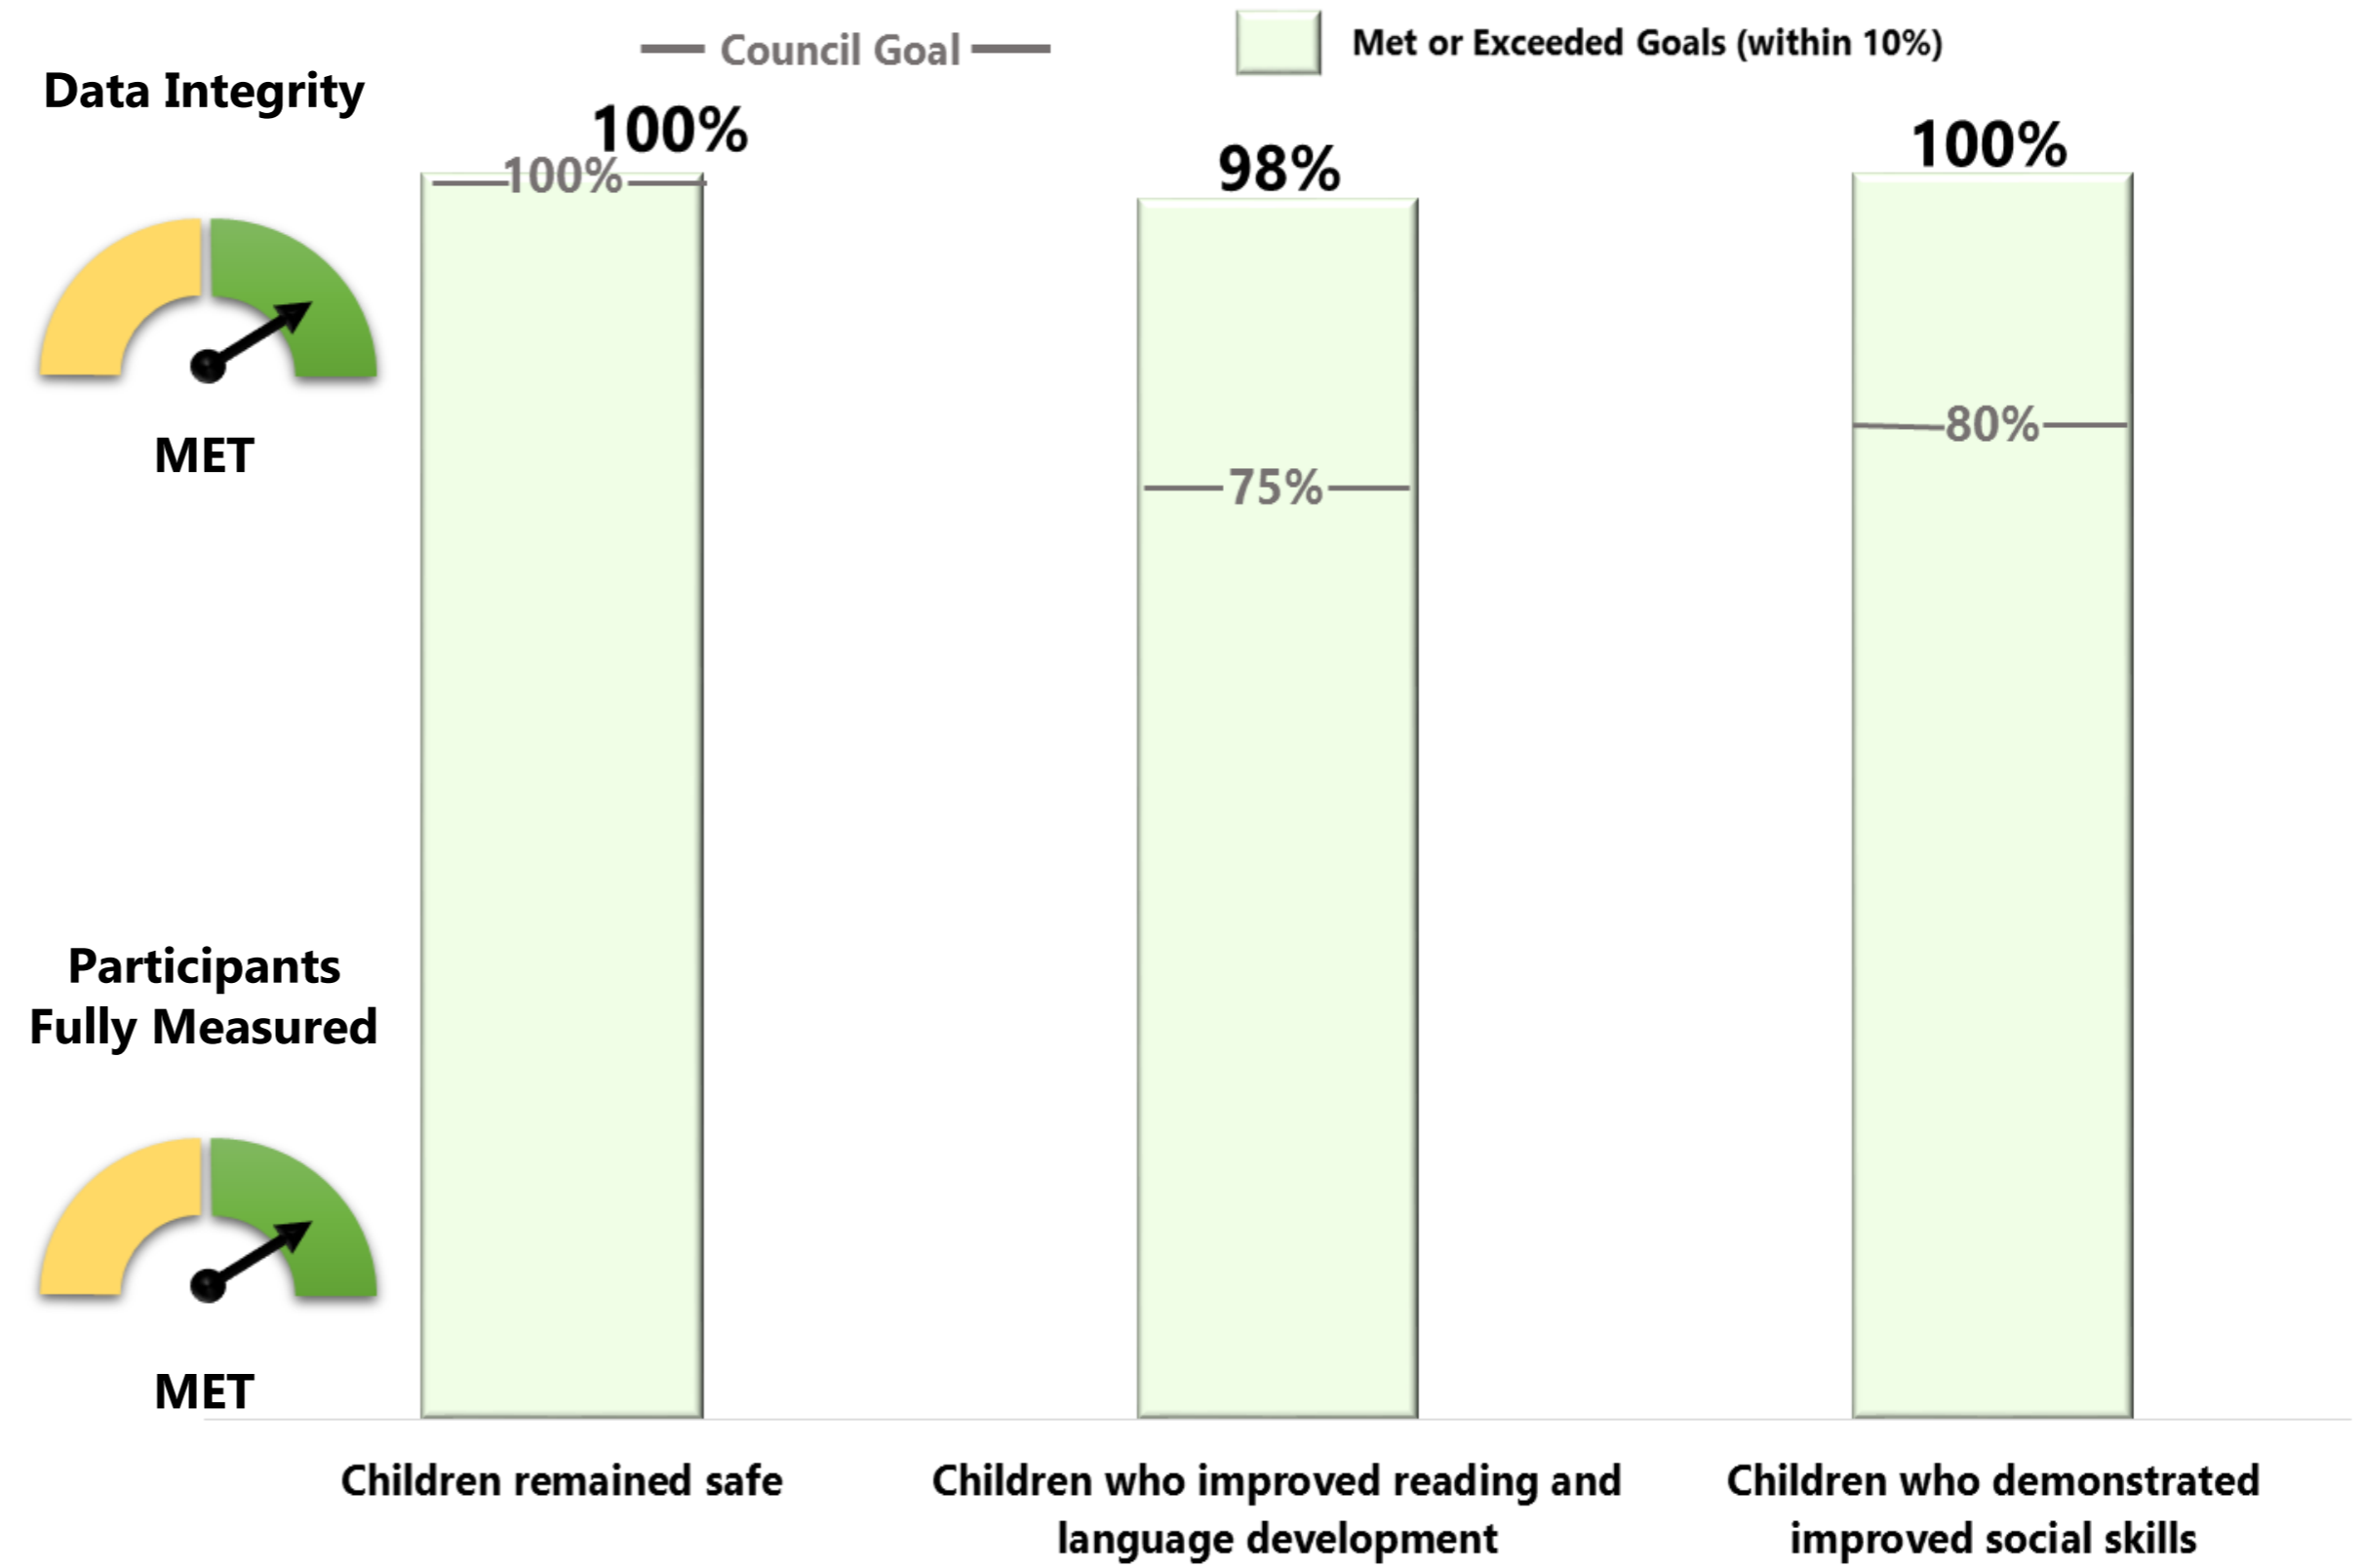 Council Goal
Met or Exceeded Goals (within 10%)
Data Integrity
MET
Participants
Fully Measured
MET
100%
100%
98%
75%
100%
80%
Children remained safe
Children who improved reading and
language development
Children who demonstrated
improved social skills